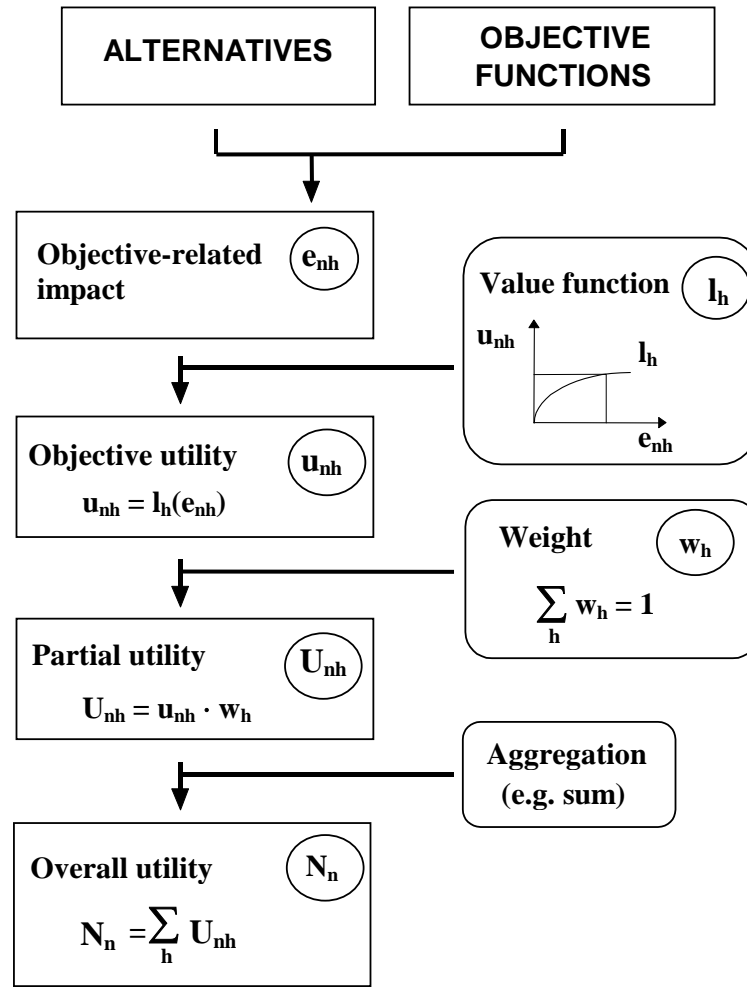 ALTERNATIVES
OBJECTIVE
FUNCTIONS
Objective-related
impact
eₙₕ
Value function
lₕ
uₙₕ
lₕ
eₙₕ
Objective utility
uₙₕ
uₙₕ = lₕ(eₙₕ)
Weight
wₕ
∑ wₕ = 1
h
Partial utility
Uₙₕ
Uₙₕ = uₙₕ · wₕ
Aggregation
(e.g. sum)
Overall utility
Nₙ
Nₙ = ∑ Uₙₕ
h